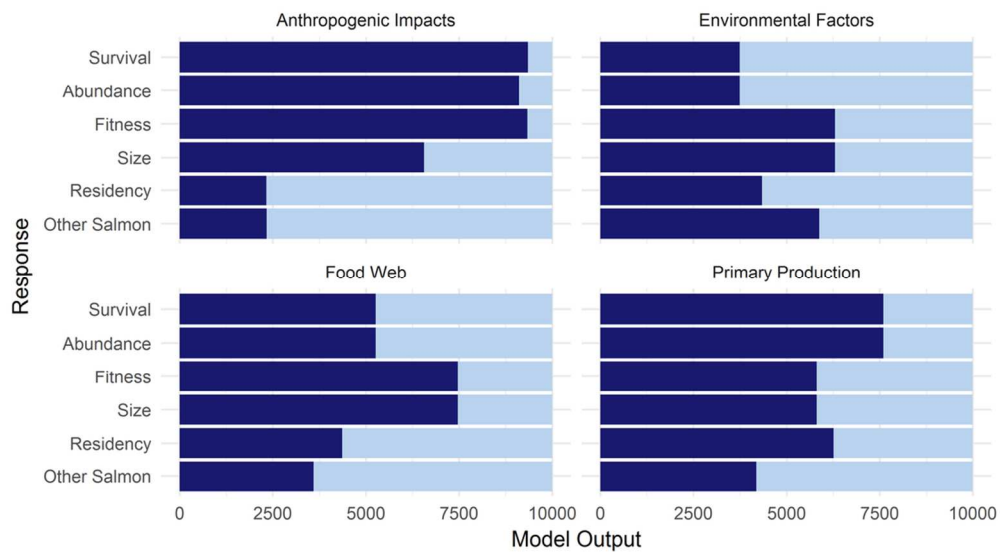 Anthropogenic Impacts
Environmental Factors
Survival
Abundance
Fitness
Size
Residency
Other Salmon
Food Web
Primary Production
Survival
Abundance
Fitness
Size
Residency
Other Salmon
0 2500 5000 7500 10000
0 2500 5000 7500 10000
Model Output
Response